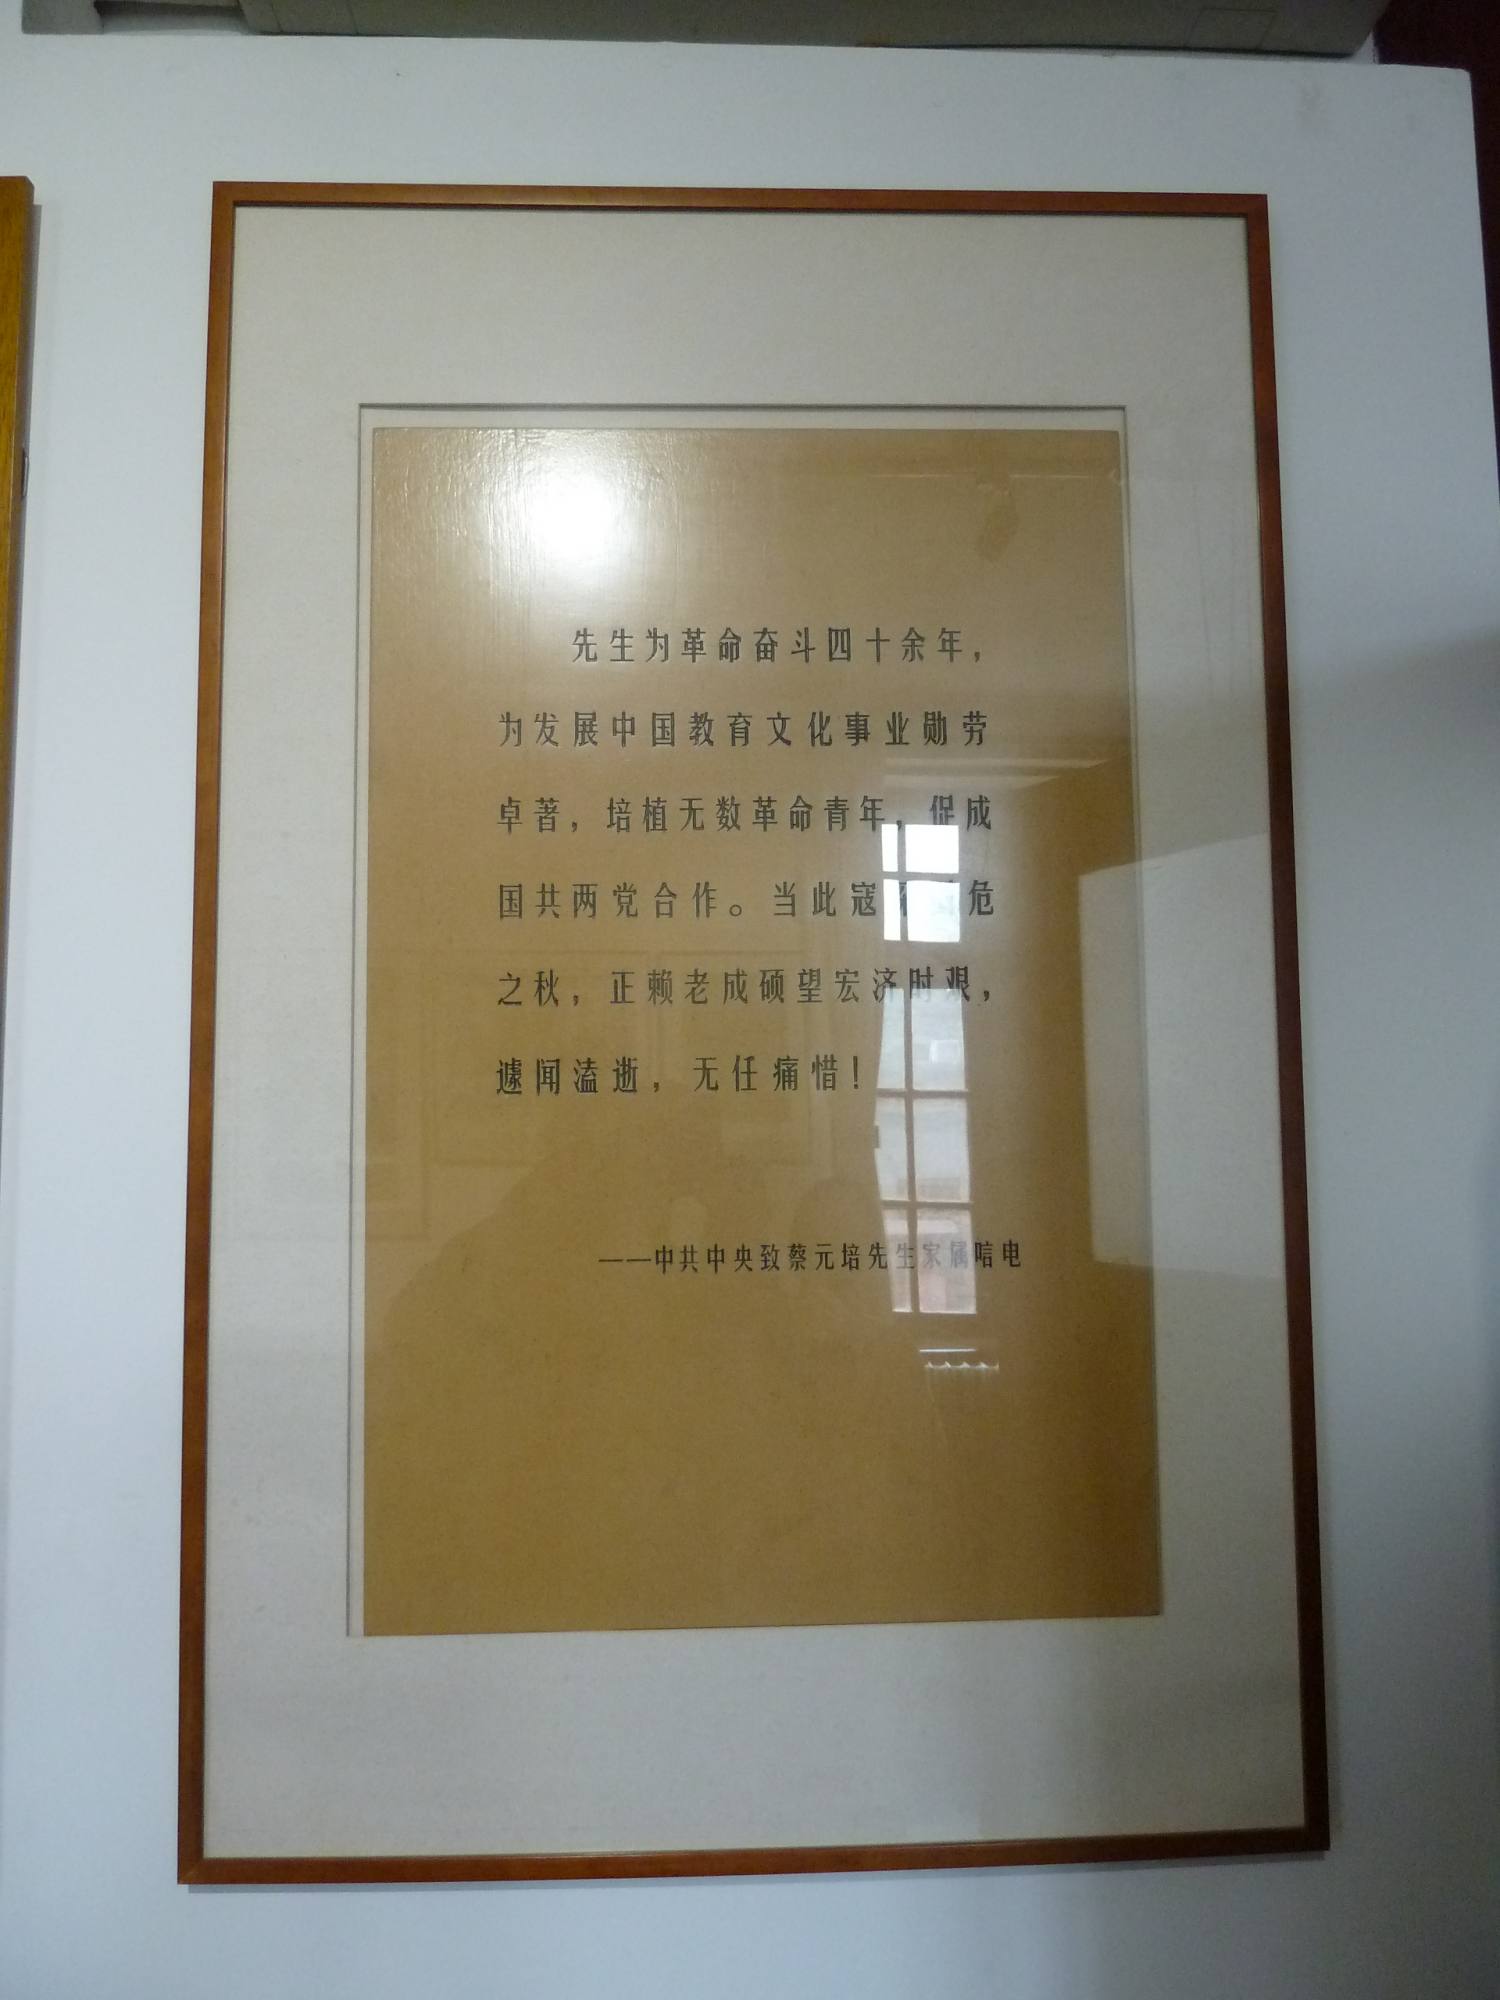 先生为革命奋斗四十余年，
为发展中国教育文化事业勋劳
卓著，培植无数革命青年，促成
国共两党合作。当此寇深危
之秋，正赖老成硕望宏济时艰，
遽闻溘逝，无任痛惜！
——中共中央致蔡元培先生家属唁电